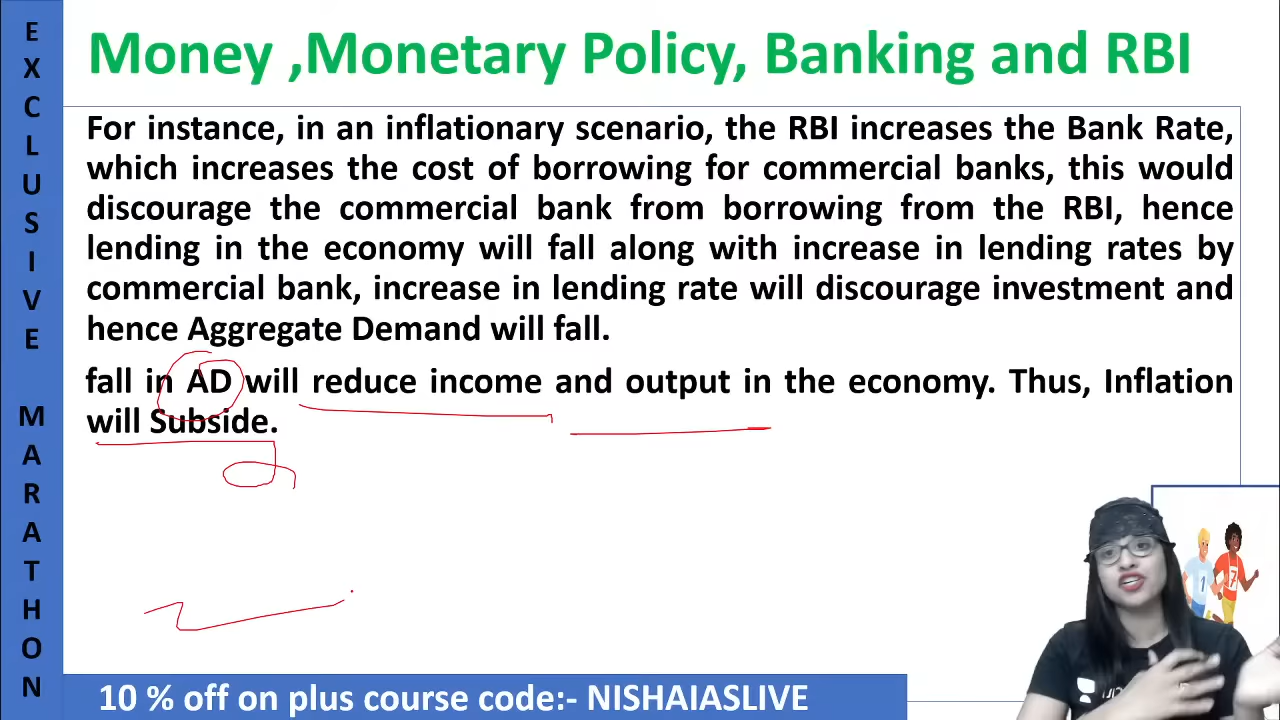 Money ,Monetary Policy, Banking and RBI
EXCLUSIVE MARATHON
For instance, in an inflationary scenario, the RBI increases the Bank Rate,
which increases the cost of borrowing for commercial banks, this would
discourage the commercial bank from borrowing from the RBI, hence
lending in the economy will fall along with increase in lending rates by
commercial bank, increase in lending rate will discourage investment and
hence Aggregate Demand will fall.
fall in AD will reduce income and output in the economy. Thus, Inflation
will Subside.
1
7
10 % off on plus course code:- NISHAIASLIVE